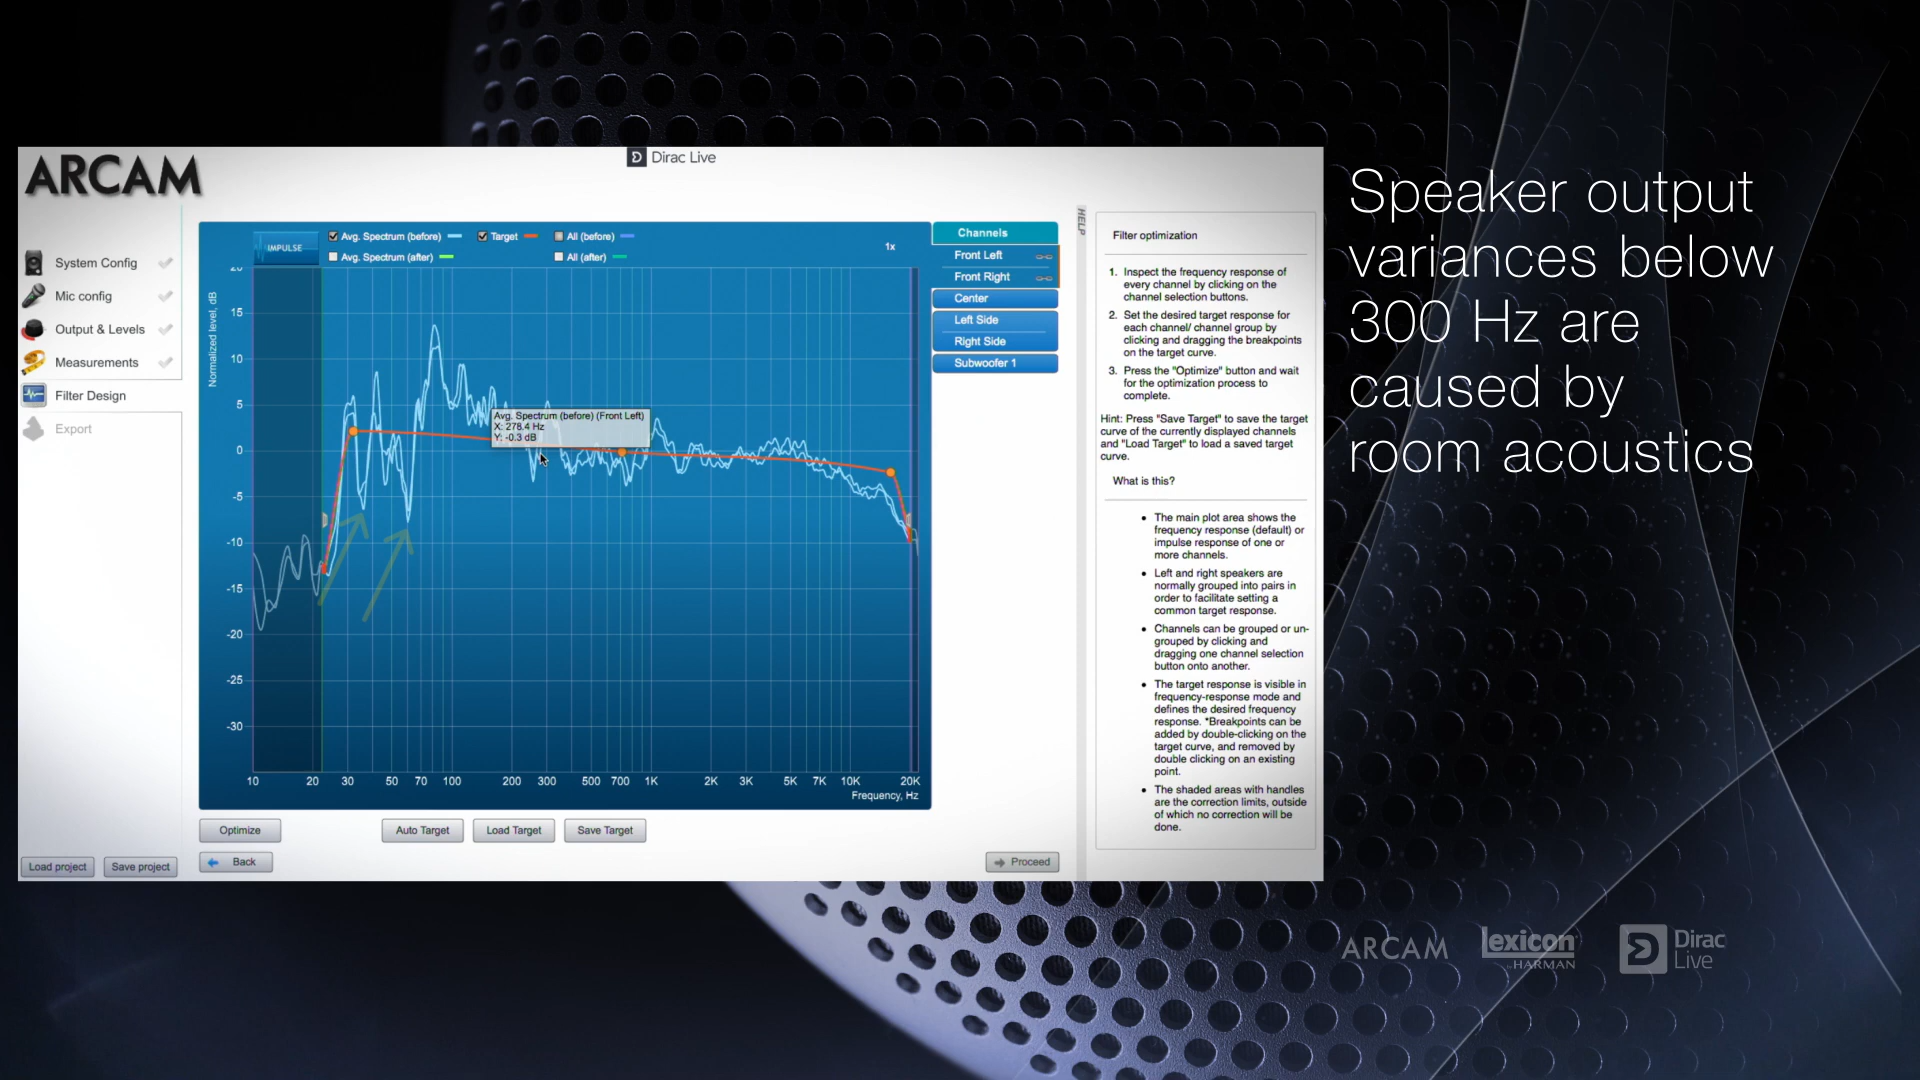 ARCAM
Dirac Live
System Config
Mic config
Output & Levels
Measurements
Filter Design
Export
Load project
Save project
IMPULSE
Avg. Spectrum (before)
Target
All (before)
Avg. Spectrum (after)
All (after)
1x
Normalized level, dB
20
15
10
5
0
-5
-10
-15
-20
-25
-30
Avg. Spectrum (before) (Front Left)
X: 278.4 Hz
Y: -0.3 dB
10 20 30 50 70 100 200 300 500 700 1K 2K 3K 5K 7K 10K 20K
Frequency, Hz
Optimize
Auto Target
Load Target
Save Target
Back
Proceed
Channels
Front Left
Front Right
Center
Left Side
Right Side
Subwoofer 1
HELP
Filter optimization
1. Inspect the frequency response of
every channel by clicking on the
channel selection buttons.
2. Set the desired target response for
each channel/ channel group by
clicking and dragging the breakpoints
on the target curve.
3. Press the "Optimize" button and wait
for the optimization process to
complete.
Hint: Press "Save Target" to save the target
curve of the currently displayed channels
and "Load Target" to load a saved target
curve.
What is this?
• The main plot area shows the
frequency response (default) or
impulse response of one or
more channels.
• Left and right speakers are
normally grouped into pairs in
order to facilitate setting a
common target response.
• Channels can be grouped or un-
grouped by clicking and
dragging one channel selection
button onto another.
• The target response is visible in
frequency-response mode and
defines the desired frequency
response. *Breakpoints can be
added by double-clicking on the
target curve, and removed by
double clicking on an existing
point.
• The shaded areas with handles
are the correction limits, outside
of which no correction will be
done.
Speaker output
variances below
300 Hz are
caused by
room acoustics
ARCAM
lexicon
by HARMAN
Dirac
Live